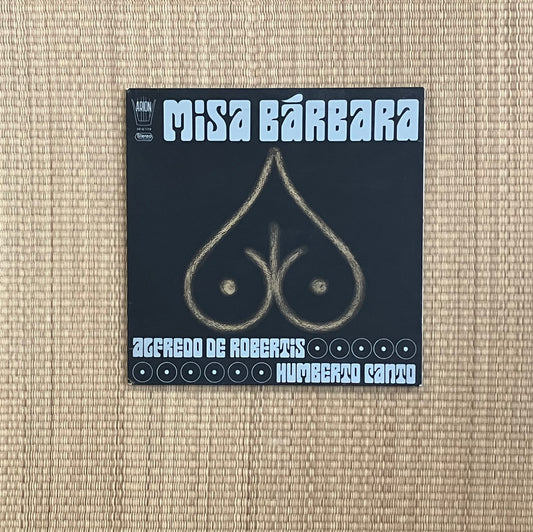 ARION
MISA BÁRBARA
Stereo
ALFREDO DE ROBERTIS
HUMBERTO CANTO